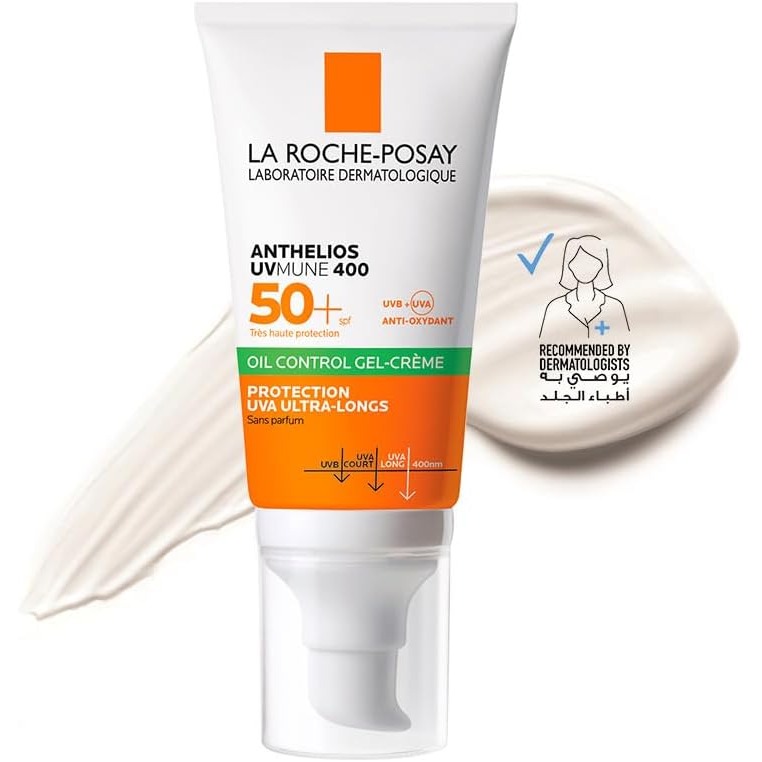 LA ROCHE-POSAY
LABORATOIRE DERMATOLOGIQUE
ANTHELIOS
UVMUNE 400
50+ spf
Très haute protection
UVB + UVA
ANTI-OXYDANT
OIL CONTROL GEL-CRÈME
PROTECTION
UVA ULTRA-LONGS
Sans parfum
UVB
UVA COURT
UVA LONG
400nm
RECOMMENDED BY
DERMATOLOGISTS
يوصي به
أطباء الجلد